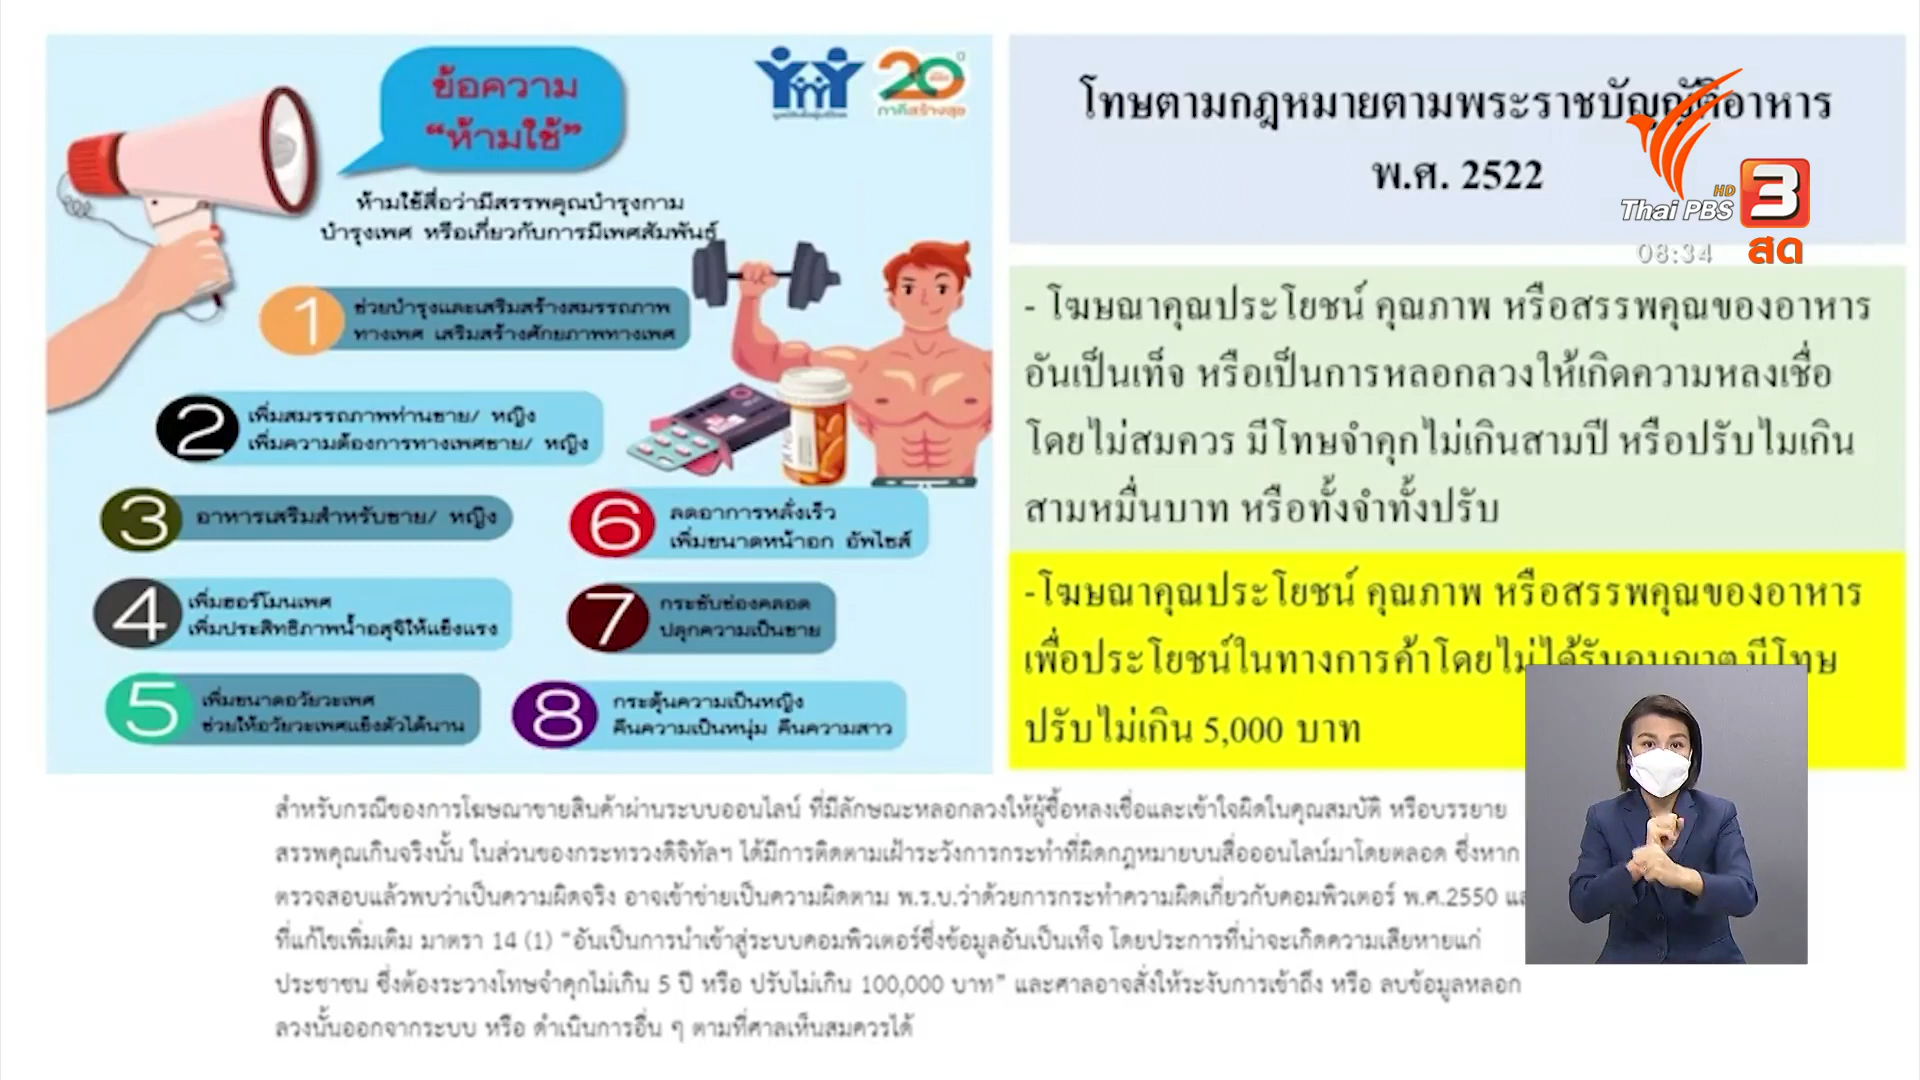 ข้อความ
“ห้ามใช้”
20
ภาคีสร้างสุข
ห้ามใช้สื่อว่ามีสรรพคุณบำรุงกาม
บำรุงเพศ หรือเกี่ยวกับการมีเพศสัมพันธุ์
1
ช่วยบำรุงและเสริมสร้างสมรรถภาพ
ทางเพศ เสริมสร้างศักยภาพทางเพศ
2
เพิ่มสมรรถภาพท่านชาย/ หญิง
เพิ่มความต้องการทางเพศชาย/ หญิง
3
อาหารเสริมสำหรับชาย/ หญิง
4
เพิ่มฮอร์โมนเพศ
เพิ่มประสิทธิภาพน้ำอสุจิให้แข็งแรง
5
เพิ่มขนาดอวัยวะเพศ
ช่วยให้อวัยวะเพศแข็งตัวได้นาน
6
ลดอาการหลั่งเร็ว
เพิ่มขนาดหน้าอก อัพไซส์
7
กระชับช่องคลอด
ปลุกความเป็นชาย
8
กระตุ้นความเป็นหญิง
คืนความเป็นหนุ่ม คืนความสาว
โทษตามกฎหมายตามพระราชบัญญัติอาหาร
พ.ศ. 2522
HD
Thai PBS 3
08:34 สด
- โฆษณาคุณประโยชน์ คุณภาพ หรือสรรพคุณของอาหาร
อันเป็นเท็จ หรือเป็นการหลอกลวงให้เกิดความหลงเชื่อ
โดยไม่สมควร มีโทษจำคุกไม่เกินสามปี หรือปรับไมเกิน
สามหมื่นบาท หรือทั้งจำทั้งปรับ
-โฆษณาคุณประโยชน์ คุณภาพ หรือสรรพคุณของอาหาร
เพื่อประโยชน์ในทางการค้าโดยไม่ได้รับอนุญาต มีโทษ
ปรับไม่เกิน 5,000 บาท
สำหรับกรณีของการโฆษณาขายสินค้าผ่านระบบออนไลน์ ที่มีลักษณะหลอกลวงให้ผู้ซื้อหลงเชื่อและเข้าใจผิดในคุณสมบัติ หรือบรรยาย
สรรพคุณเกินจริงนั้น ในส่วนของกระทรวงดิจิทัลฯ ได้มีการติดตามเฝ้าระวังการกระทำที่ผิดกฎหมายบนสื่อออนไลน์มาโดยตลอด ซึ่งหาก
ตรวจสอบแล้วพบว่าเป็นความผิดจริง อาจเข้าข่ายเป็นความผิดตาม พ.ร.บ.ว่าด้วยการกระทำความผิดเกี่ยวกับคอมพิวเตอร์ พ.ศ.2550
ที่แก้ไขเพิ่มเติม มาตรา 14 (1) “อันเป็นการนำเข้าสู่ระบบคอมพิวเตอร์ซึ่งข้อมูลอันเป็นเท็จ โดยประการที่น่าจะเกิดความเสียหายแก่
ประชาชน ซึ่งต้องระวางโทษจำคุกไม่เกิน 5 ปี หรือ ปรับไม่เกิน 100,000 บาท” และศาลอาจสั่งให้ระงับการเข้าถึง หรือ ลบข้อมูลหลอก
ลวงนั้นออกจากระบบ หรือ ดำเนินการอื่น ๆ ตามที่ศาลเห็นสมควรได้